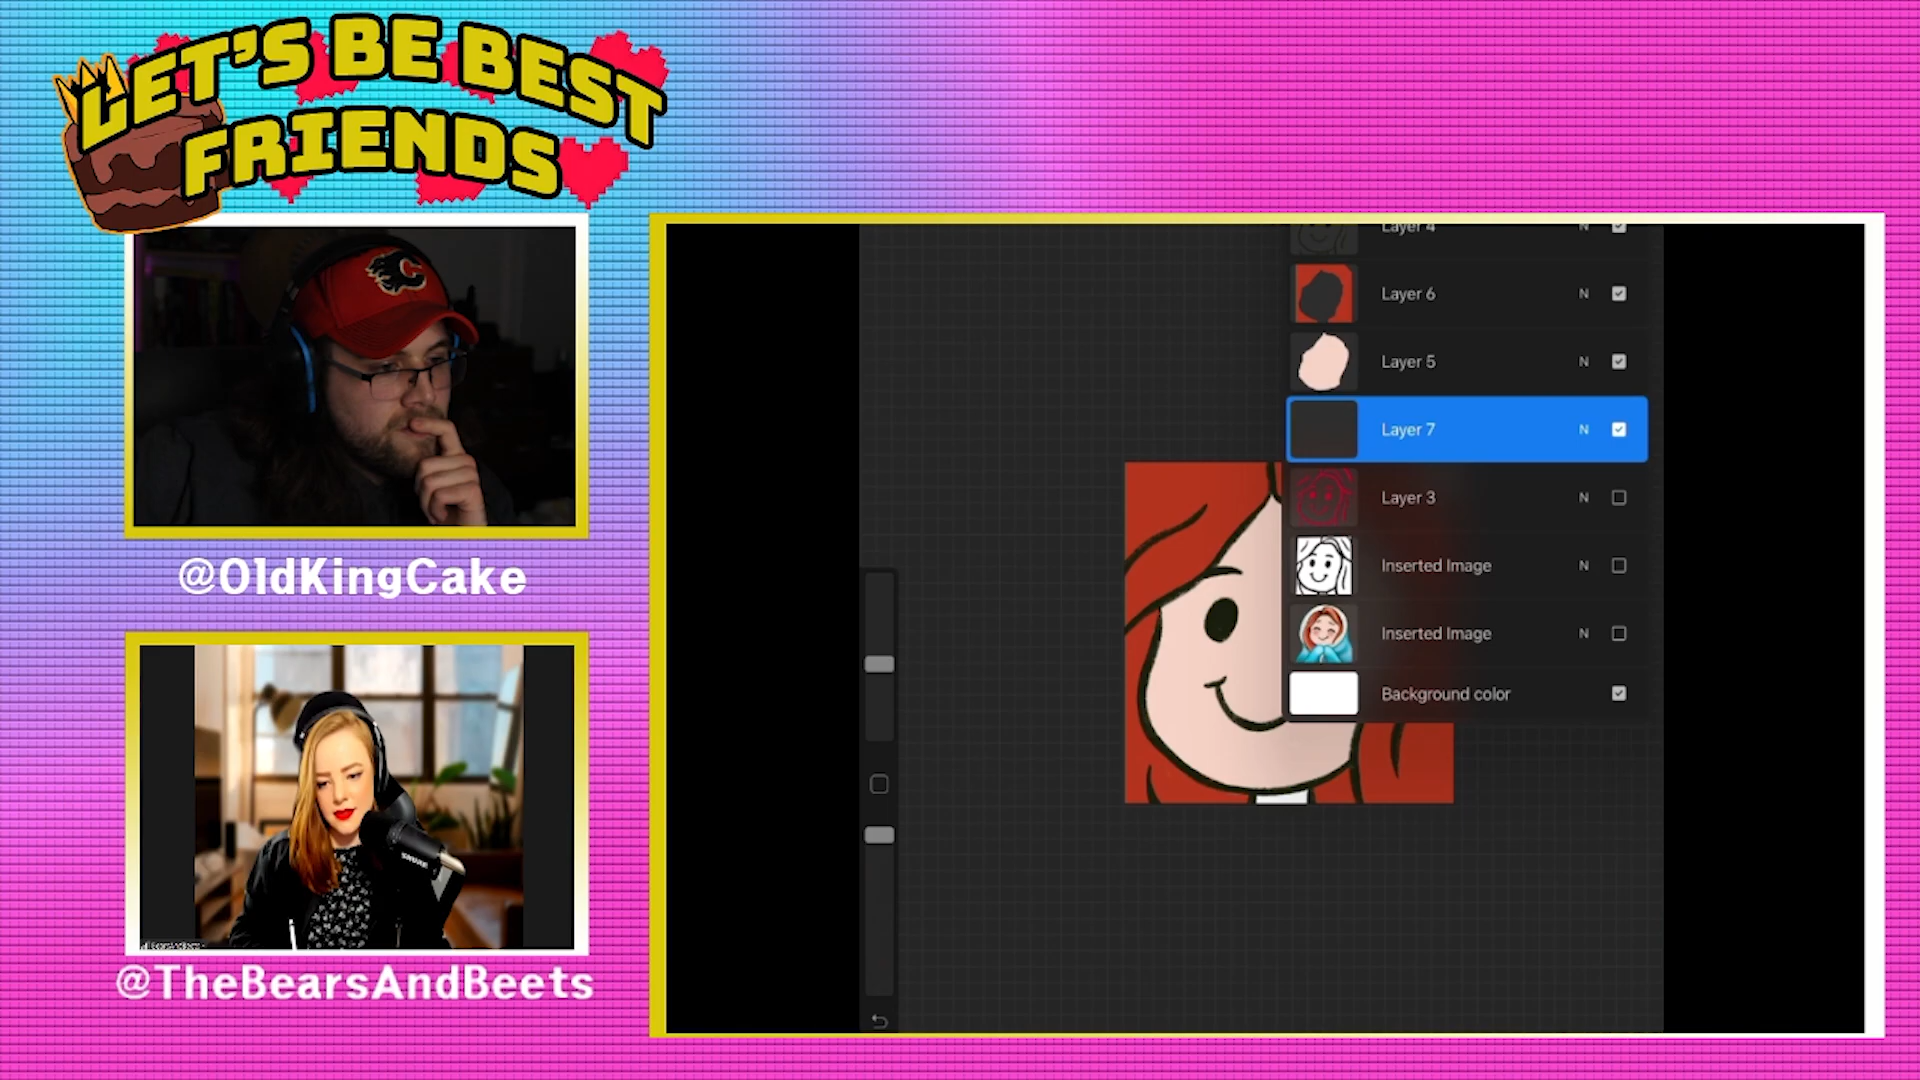 LET'S BE BEST
FRIENDS
@OldKingCake
@TheBearsAndBeets
Layer 4 N
Layer 6 N
Layer 5 N
Layer 7 N
Layer 3 N
Inserted Image N
Inserted Image N
Background color
SHURE